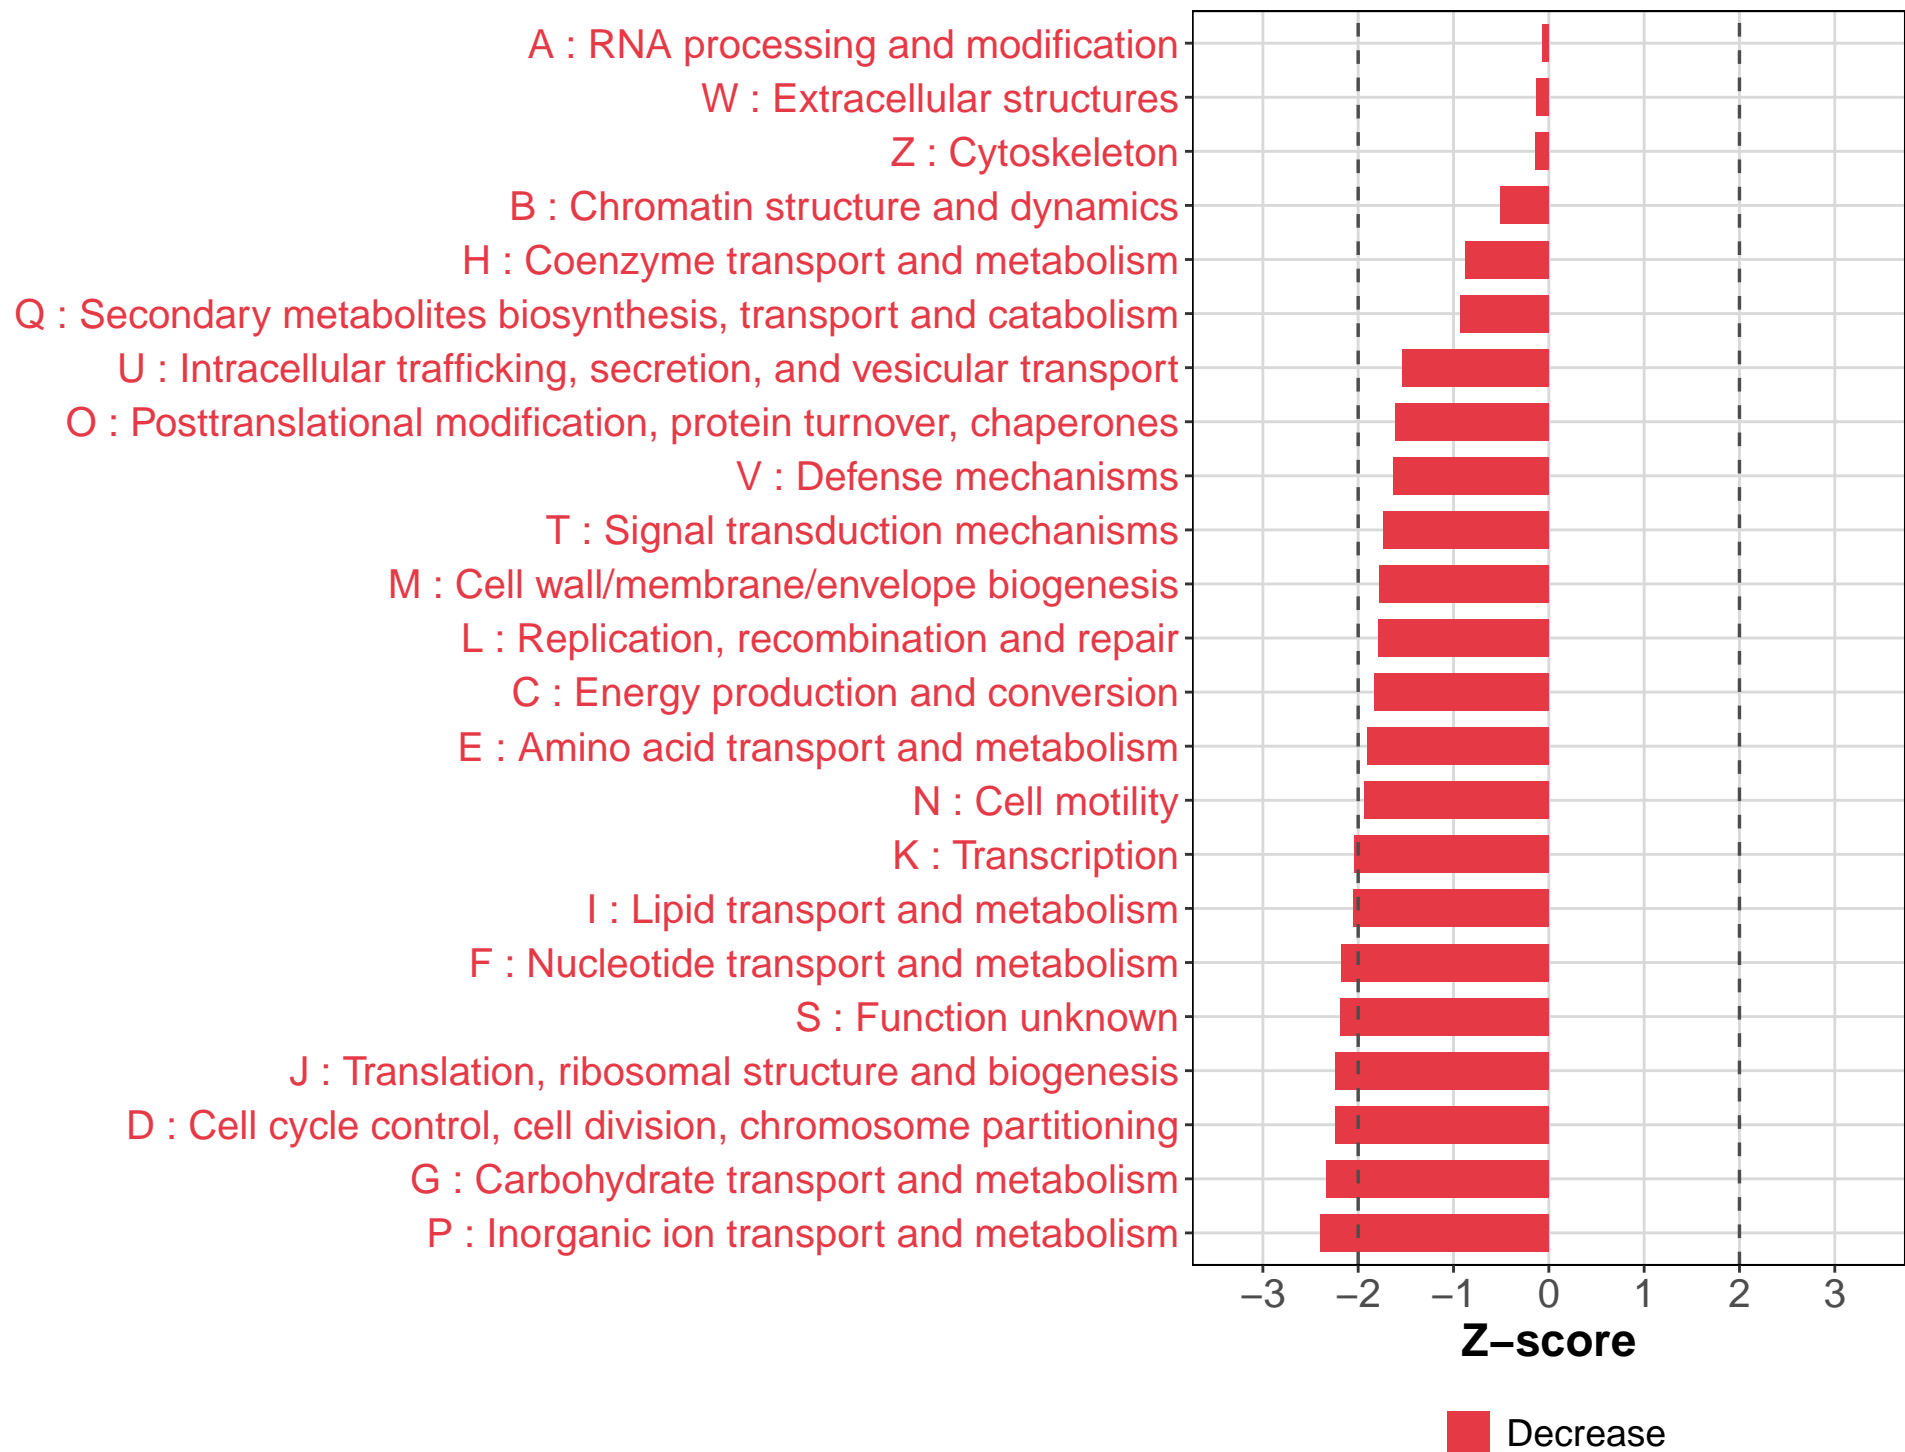 A : RNA processing and modification
W : Extracellular structures
Z : Cytoskeleton
B : Chromatin structure and dynamics
H : Coenzyme transport and metabolism
Q : Secondary metabolites biosynthesis, transport and catabolism
U : Intracellular trafficking, secretion, and vesicular transport
O : Posttranslational modification, protein turnover, chaperones
V : Defense mechanisms
T : Signal transduction mechanisms
M : Cell wall/membrane/envelope biogenesis
L : Replication, recombination and repair
C : Energy production and conversion
E : Amino acid transport and metabolism
N : Cell motility
K : Transcription
I : Lipid transport and metabolism
F : Nucleotide transport and metabolism
S : Function unknown
J : Translation, ribosomal structure and biogenesis
D : Cell cycle control, cell division, chromosome partitioning
G : Carbohydrate transport and metabolism
P : Inorganic ion transport and metabolism
−3 −2 −1 0 1 2 3
Z−score
Decrease